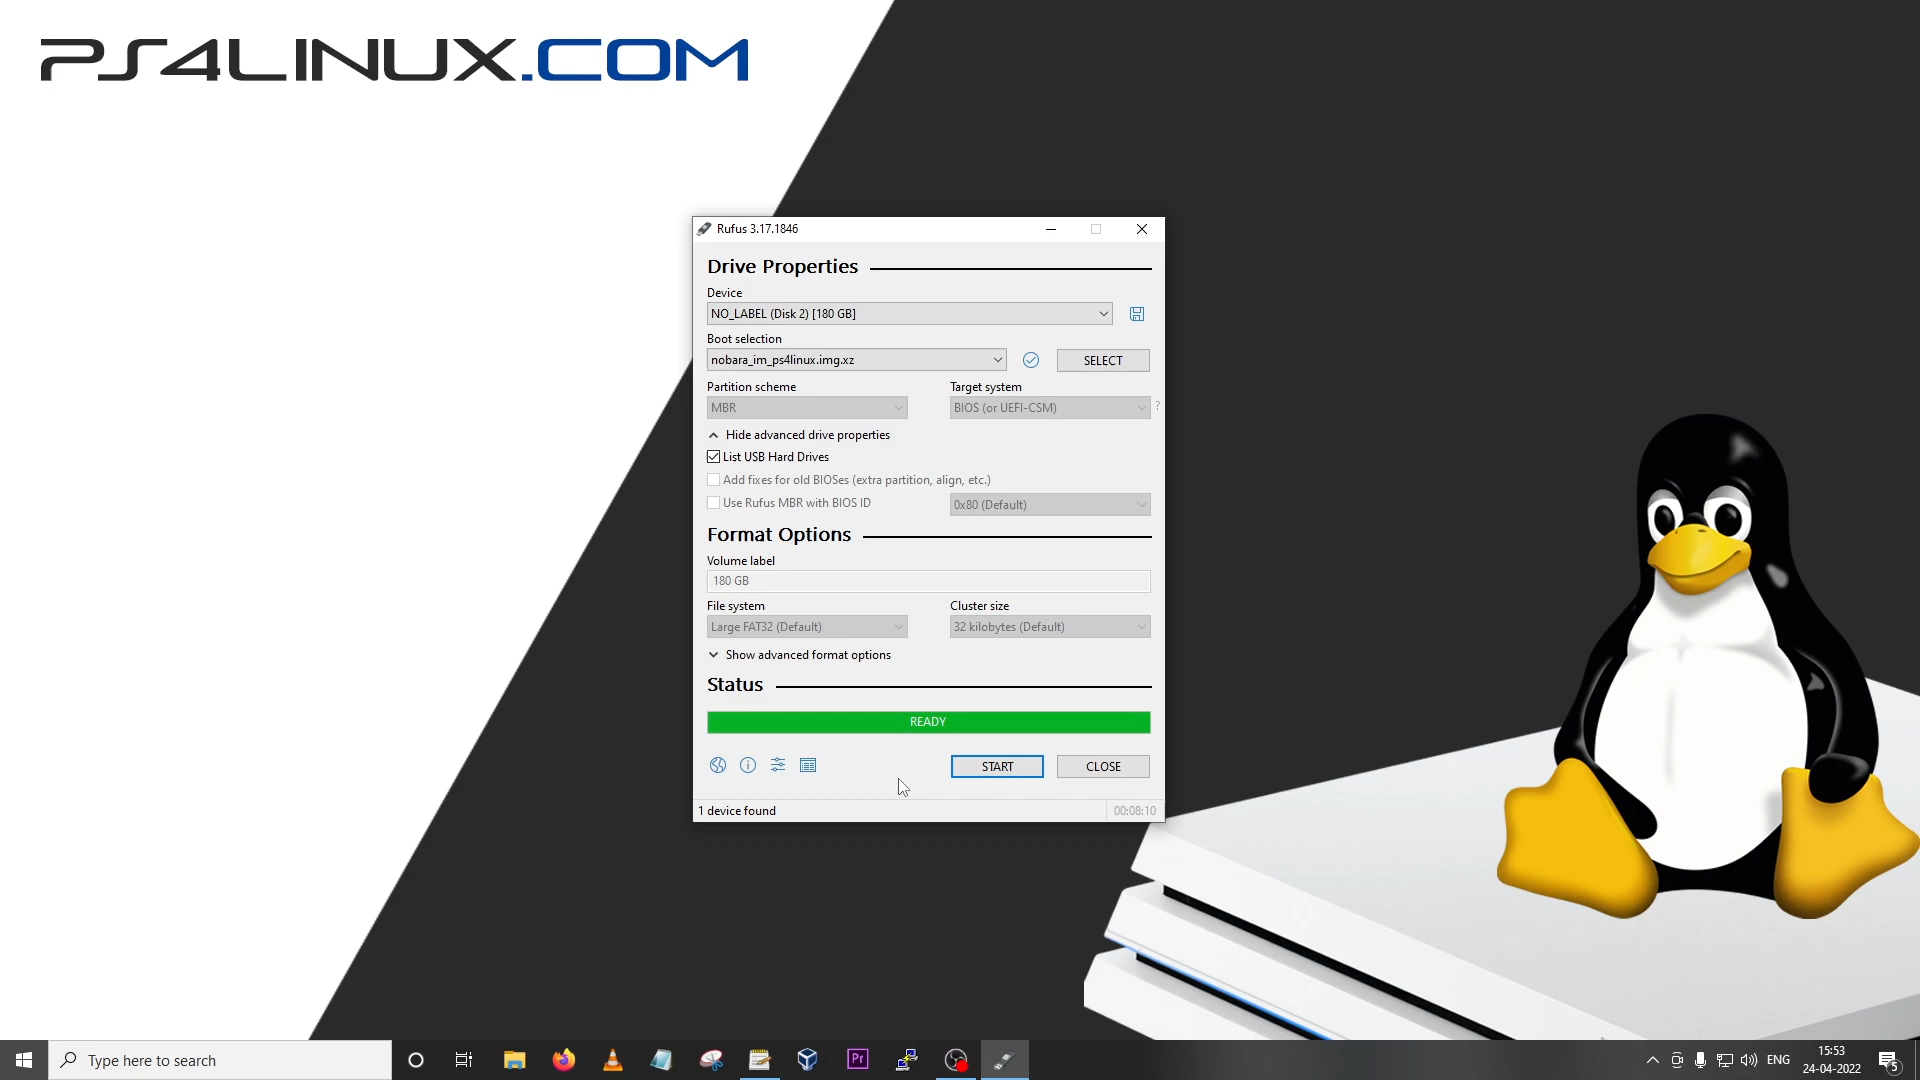 PS4LINUX.COM
Rufus 3.17.1846
Drive Properties
Device
NO_LABEL (Disk 2) [180 GB]
Boot selection
nobara_im_ps4linux.img.xz
SELECT
Partition scheme
Target system
MBR
BIOS (or UEFI-CSM)
?
Hide advanced drive properties
List USB Hard Drives
Add fixes for old BIOSes (extra partition, align, etc.)
Use Rufus MBR with BIOS ID
0x80 (Default)
Format Options
Volume label
180 GB
File system
Cluster size
Large FAT32 (Default)
32 kilobytes (Default)
Show advanced format options
Status
READY
START
CLOSE
1 device found
00:08:10
Type here to search
Pr
ENG
15:53
24-04-2022
5